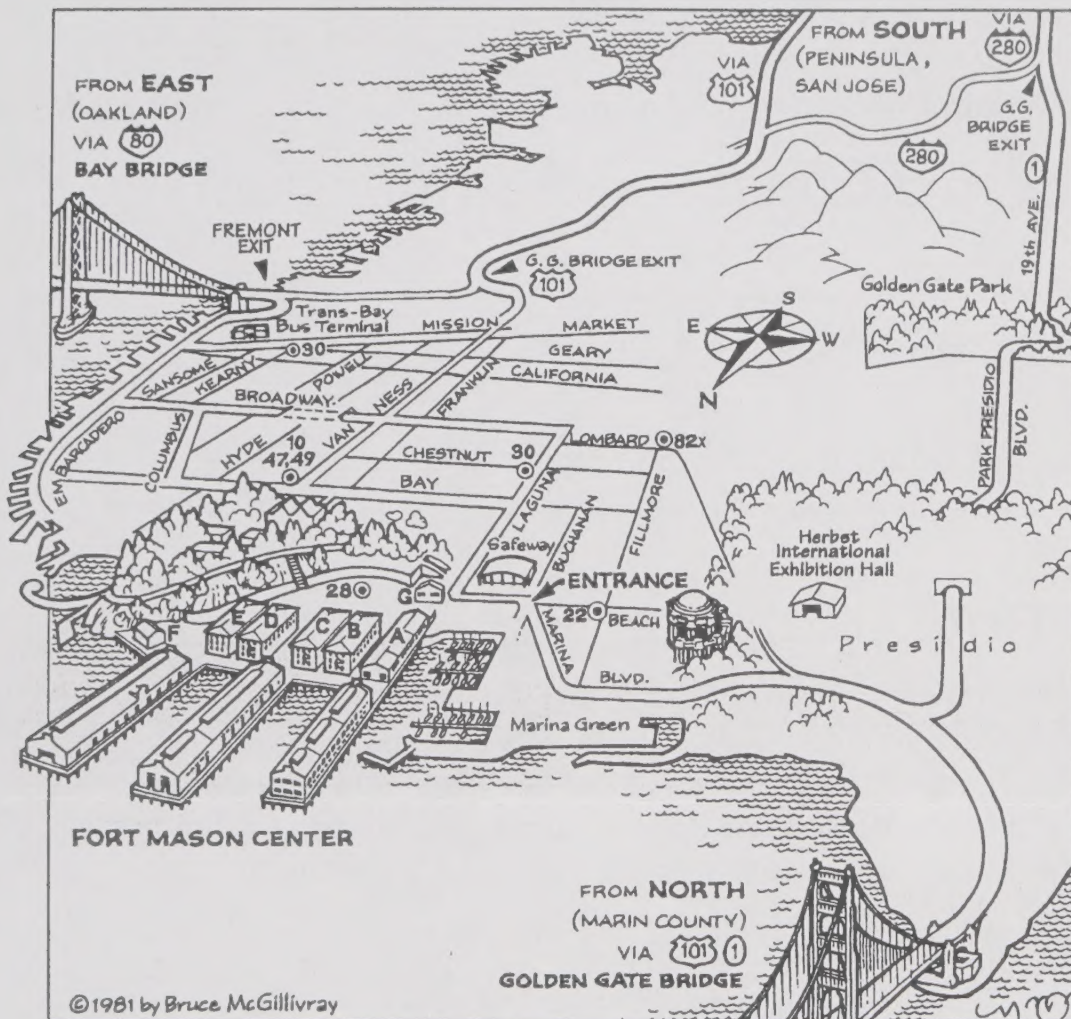 FROM EAST
(OAKLAND)
VIA 80
BAY BRIDGE
FROM SOUTH
(PENINSULA,
SAN JOSE)
VIA
101
VIA
280
G.G.
BRIDGE
EXIT
280
1
19th AVE.
FREMONT
EXIT
G.G. BRIDGE EXIT
101
Golden Gate Park
Trans-Bay
Bus Terminal
MISSION
MARKET
30
GEARY
CALIFORNIA
SANSOME
KEARNY
POWELL
BROADWAY
VAN NESS
FRANKLIN
S
E
W
N
EMBARCADERO
COLUMBUS
HYDE
10
47,49
CHESTNUT
30
LOMBARD
82x
BAY
LAGUNA
BUCHANAN
FILLMORE
PARK PRESIDIO
BLVD.
Safeway
ENTRANCE
Herbst
International
Exhibition Hall
28
G
22
BEACH
MARINA
BLVD.
Presidio
F
E
D
C
B
A
Marina Green
FORT MASON CENTER
FROM NORTH
(MARIN COUNTY)
VIA 101 1
GOLDEN GATE BRIDGE
©1981 by Bruce McGillivray